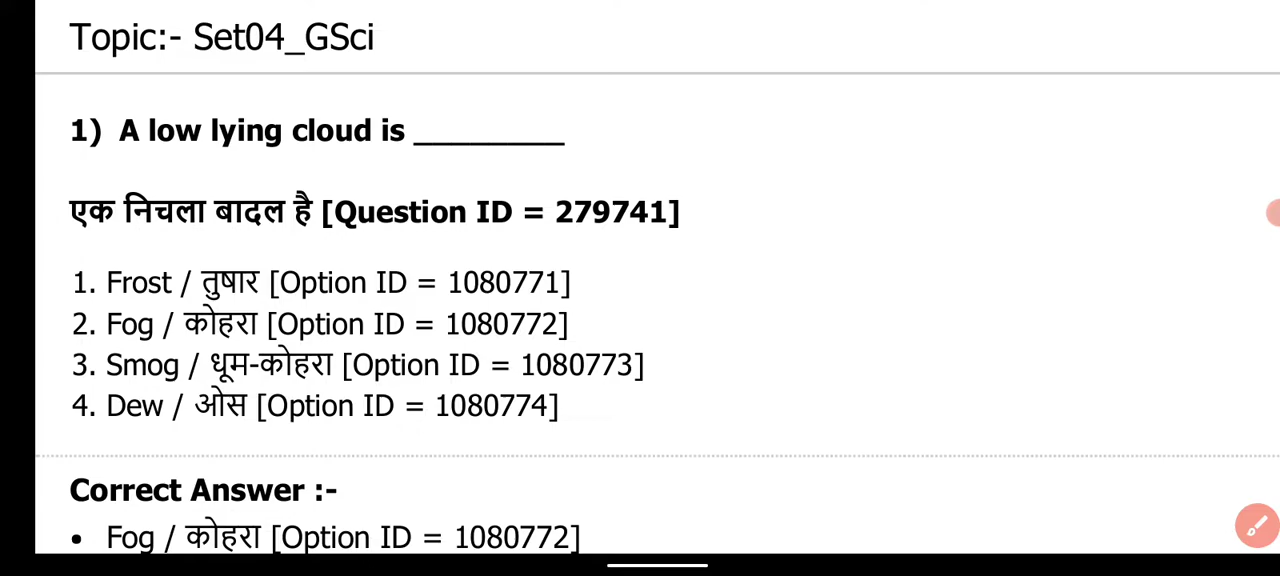 Topic:- Set04_GSci
1) A low lying cloud is _________
एक निचला बादल है [Question ID = 279741]
1. Frost / तुषार [Option ID = 1080771]
2. Fog / कोहरा [Option ID = 1080772]
3. Smog / धूम-कोहरा [Option ID = 1080773]
4. Dew / ओस [Option ID = 1080774]
Correct Answer :-
• Fog / कोहरा [Option ID = 1080772]